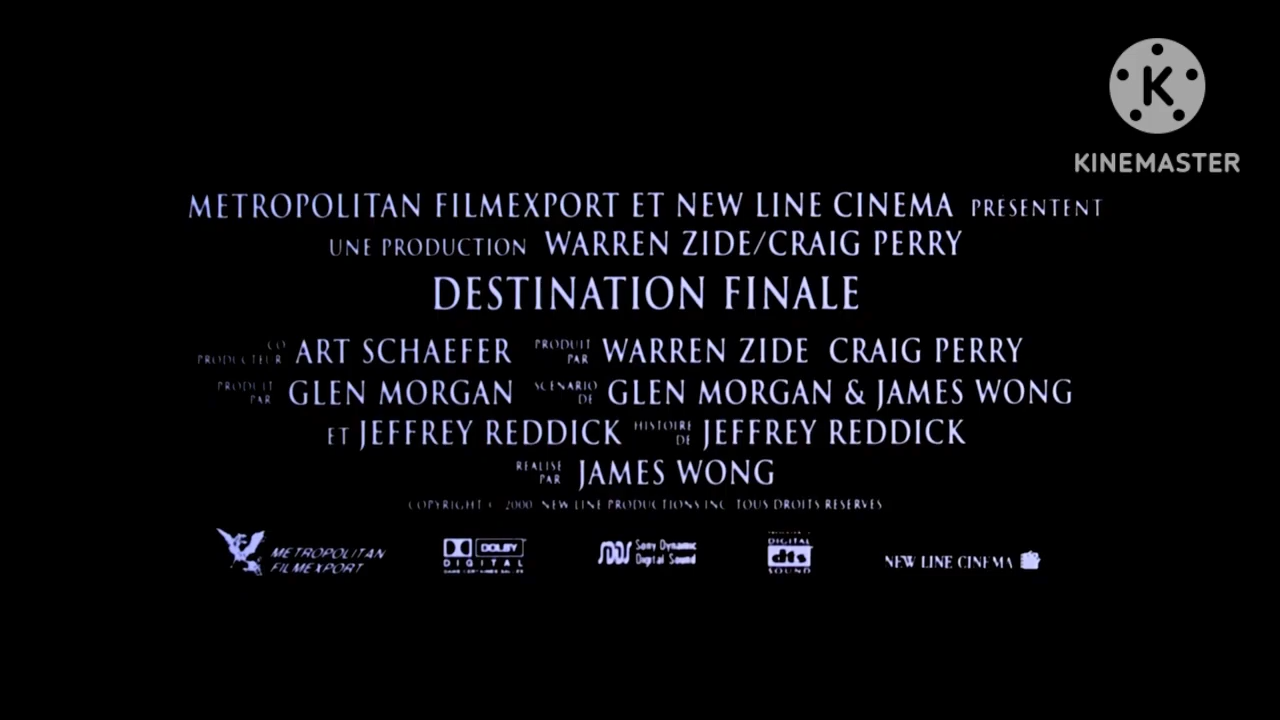 KINEMASTER
METROPOLITAN FILMEXPORT ET NEW LINE CINEMA PRESENTENT
UNE PRODUCTION WARREN ZIDE/CRAIG PERRY
DESTINATION FINALE
CO PRODUCTEUR ART SCHAEFER PRODUIT PAR WARREN ZIDE CRAIG PERRY
PRODUIT PAR GLEN MORGAN SCENARIO DE GLEN MORGAN & JAMES WONG
ET JEFFREY REDDICK HISTOIRE DE JEFFREY REDDICK
REALISE PAR JAMES WONG
COPYRIGHT © 2000 NEW LINE PRODUCTIONS INC. TOUS DROITS RESERVES
METROPOLITAN FILMEXPORT
DOLBY DIGITAL
Sony Dynamic Digital Sound
DIGITAL dts SOUND
NEW LINE CINEMA